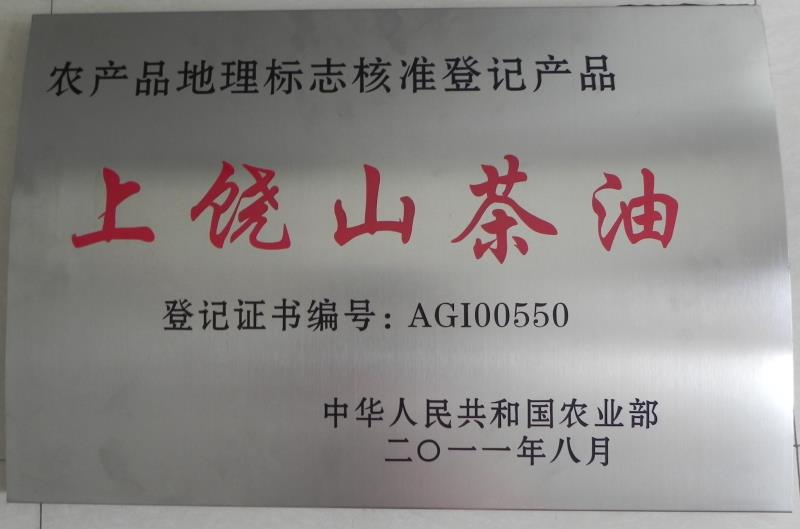 农产品地理标志核准登记产品
上饶山茶油
登记证书编号：AGI00550
中华人民共和国农业部
二〇一一年八月